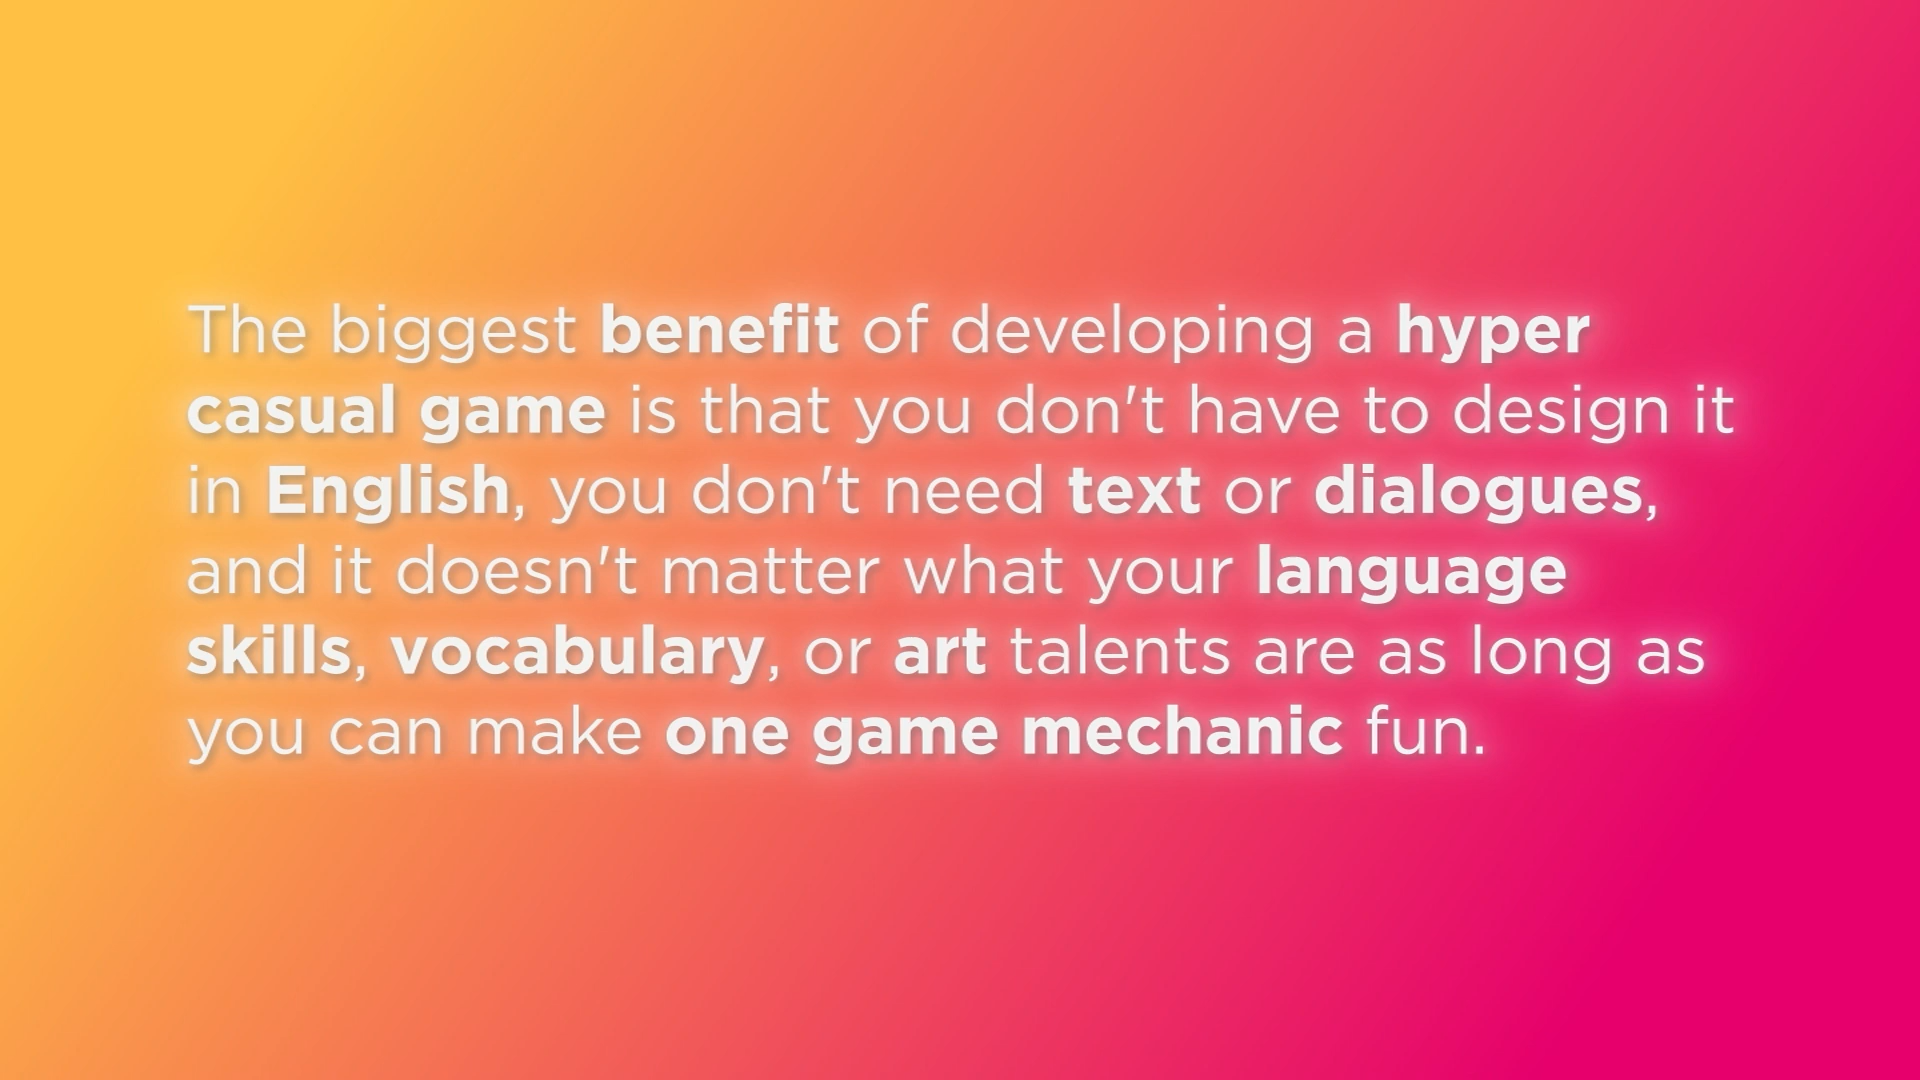 The biggest benefit of developing a hyper
casual game is that you don't have to design it
in English, you don't need text or dialogues,
and it doesn't matter what your language
skills, vocabulary, or art talents are as long as
you can make one game mechanic fun.